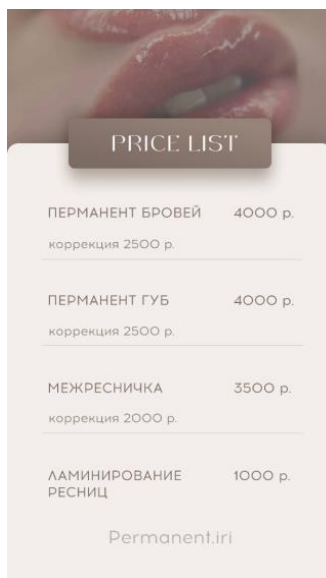 PRICE LIST
ПЕРМАНЕНТ БРОВЕЙ 4000 р.
коррекция 2500 р.
ПЕРМАНЕНТ ГУБ 4000 р.
коррекция 2500 р.
МЕЖРЕСНИЧКА 3500 р.
коррекция 2000 р.
ЛАМИНИРОВАНИЕ 1000 р.
РЕСНИЦ
Permanent.iri